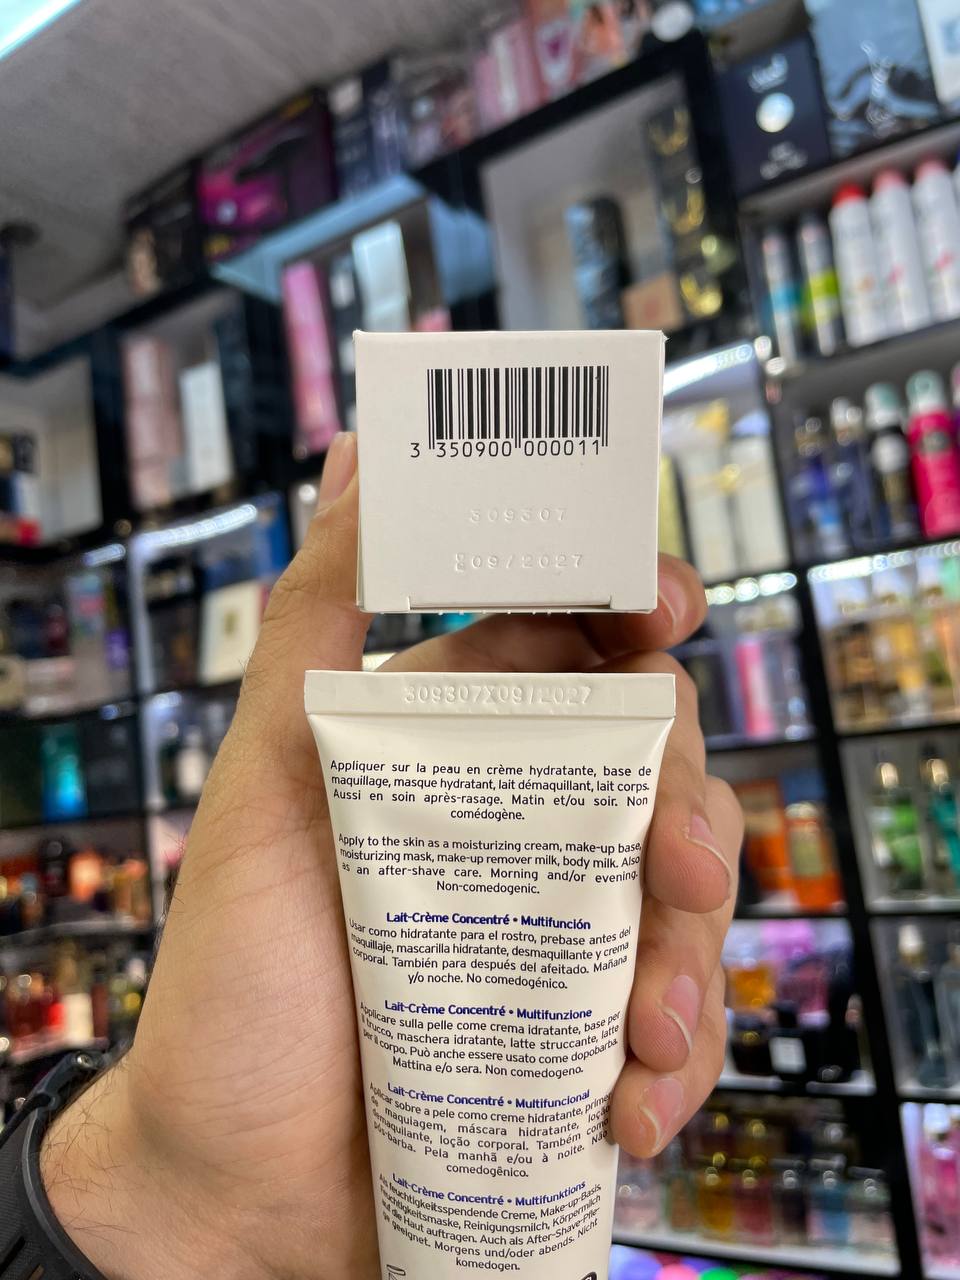 3 350900 000011
309307
09/2027
309307X09/2027
Appliquer sur la peau en crème hydratante, base de
maquillage, masque hydratant, lait démaquillant, lait corps.
Aussi en soin après-rasage. Matin et/ou soir. Non
comédogène.
Apply to the skin as a moisturizing cream, make-up base,
moisturizing mask, make-up remover milk, body milk. Also
as an after-shave care. Morning and/or evening.
Non-comedogenic.
Lait-Crème Concentré • Multifunción
Usar como hidratante para el rostro, prebase antes del
maquillaje, mascarilla hidratante, desmaquillante y crema
corporal. También para después del afeitado. Mañana
y/o noche. No comedogénico.
Lait-Crème Concentré • Multifunzione
Applicare sulla pelle come crema idratante, base per
il trucco, maschera idratante, latte struccante, latte
per il corpo. Può anche essere usato come dopobarba.
Mattina e/o sera. Non comedogeno.
Lait-Crème Concentré • Multifuncional
Aplicar sobre a pele como creme hidratante, primer
de maquiagem, máscara hidratante, loção
demaquilante, loção corporal. Também como
pós-barba. Pela manhã e/ou à noite. Não
comedogênico.
Lait-Crème Concentré • Multifunktions
Als feuchtigkeitsspendende Creme, Make-up-Basis,
Feuchtigkeitsmaske, Reinigungsmilch, Körpermilch
auf die Haut auftragen. Auch als After-Shave-Pfle-
ge geeignet. Morgens und/oder abends. Nicht
komedogen.